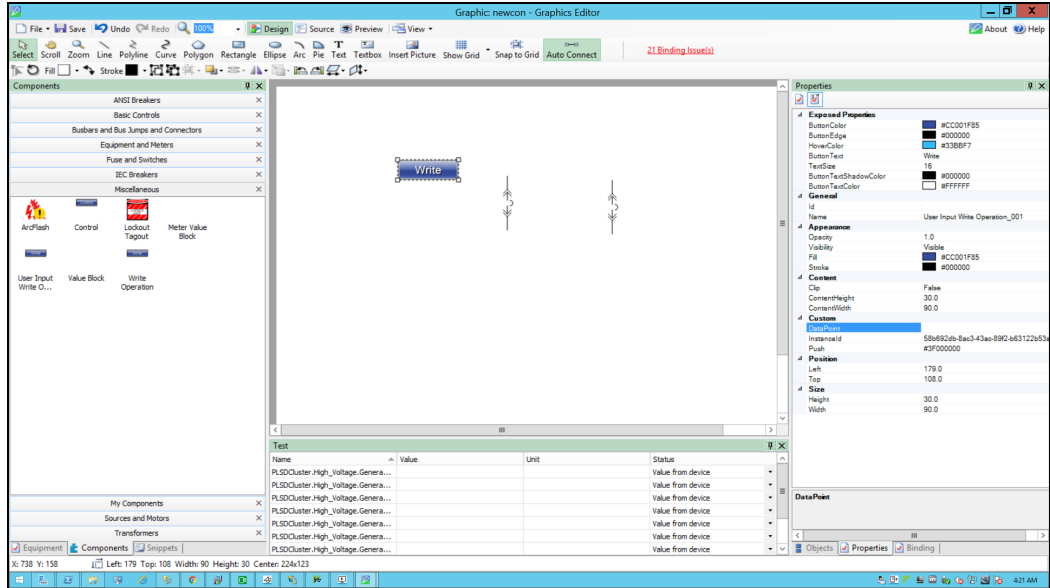 Graphic: newcon - Graphics Editor
File Save Undo Redo 100% Design Source Preview View About Help
Select Scroll Zoom Line Polyline Curve Polygon Rectangle Ellipse Arc Pie Text Textbox Insert Picture Show Grid Snap to Grid Auto Connect 21 Binding Issue(s)
Fill Stroke
Components
ANSI Breakers
Basic Controls
Busbars and Bus Jumps and Connectors
Equipment and Meters
Fuse and Switches
IEC Breakers
Miscellaneous
ArcFlash Control Lockout Tagout Meter Value Block
User Input Write O... Value Block Write Operation
My Components
Sources and Motors
Transformers
Equipment Components Snippets
Write
Test
Name Value Unit Status
PLSDCluster.High_Voltage.Genera... Value from device
PLSDCluster.High_Voltage.Genera... Value from device
PLSDCluster.High_Voltage.Genera... Value from device
PLSDCluster.High_Voltage.Genera... Value from device
PLSDCluster.High_Voltage.Genera... Value from device
PLSDCluster.High_Voltage.Genera... Value from device
PLSDCluster.High_Voltage.Genera... Value from device
Properties
Exposed Properties
ButtonColor #CC001F85
ButtonEdge #000000
HoverColor #33BBF7
ButtonText Write
TextSize 16
ButtonTextShadowColor #000000
ButtonTextColor #FFFFFF
General
Id
Name User Input Write Operation_001
Appearance
Opacity 1.0
Visibility Visible
Fill #CC001F85
Stroke #000000
Content
Clip False
ContentHeight 30.0
ContentWidth 90.0
Custom
DataPoint
InstanceId 58b692db-8ac3-43ac-89f2-b63122b53a
Push #3F000000
Position
Left 179.0
Top 108.0
Size
Height 30.0
Width 90.0
DataPoint
Objects Properties Binding
X: 738 Y: 158 Left: 179 Top: 108 Width: 90 Height: 30 Center: 224x123
4:21 AM